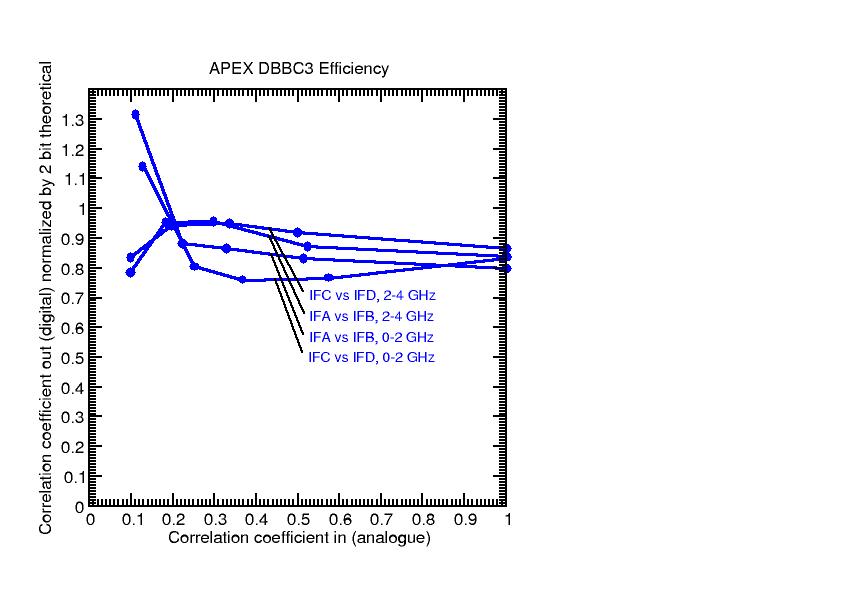 APEX DBBC3 Efficiency
Correlation coefficient out (digital) normalized by 2 bit theoretical
1.3
1.2
1.1
1
0.9
0.8
0.7
0.6
0.5
0.4
0.3
0.2
0.1
0
IFC vs IFD, 2-4 GHz
IFA vs IFB, 2-4 GHz
IFA vs IFB, 0-2 GHz
IFC vs IFD, 0-2 GHz
0 0.1 0.2 0.3 0.4 0.5 0.6 0.7 0.8 0.9 1
Correlation coefficient in (analogue)